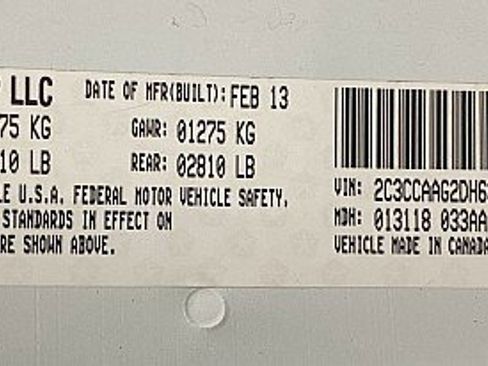 LLC DATE OF MFR(BUILT): FEB 13
75 KG GAWR: 01275 KG
10 LB REAR: 02810 LB
LE U.S.A. FEDERAL MOTOR VEHICLE SAFETY,
STANDARDS IN EFFECT ON
RE SHOWN ABOVE.
VIN: 2C3CCAAG2DH6
MDH: 013118 033AA
VEHICLE MADE IN CANADA